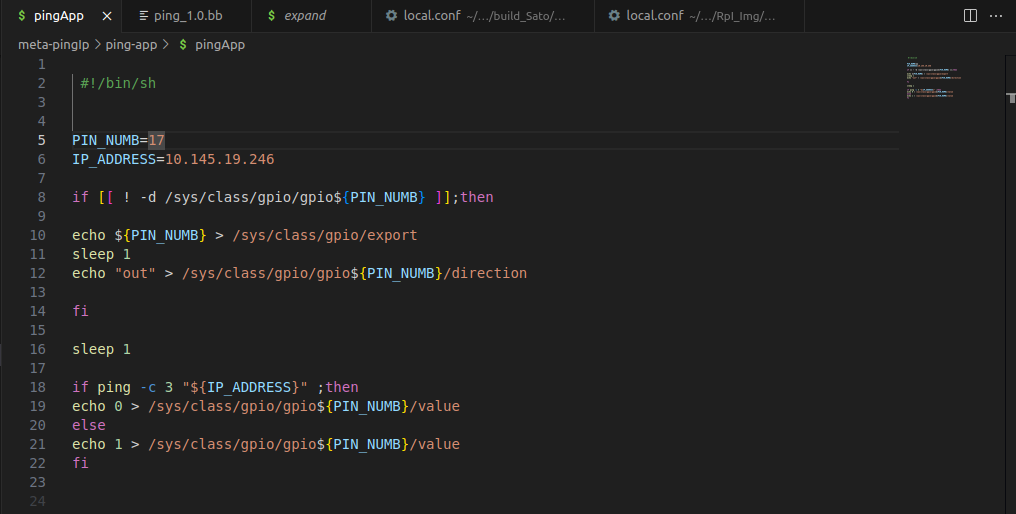 $ pingApp × ping_1.0.bb $ expand local.conf ~/.../build_Sato/... local.conf ~/.../RpI_Img/... ...
meta-pingIp > ping-app > $ pingApp
1
2 #!/bin/sh
3
4
5 PIN_NUMB=17
6 IP_ADDRESS=10.145.19.246
7
8 if [[ ! -d /sys/class/gpio/gpio${PIN_NUMB} ]];then
9
10 echo ${PIN_NUMB} > /sys/class/gpio/export
11 sleep 1
12 echo "out" > /sys/class/gpio/gpio${PIN_NUMB}/direction
13
14 fi
15
16 sleep 1
17
18 if ping -c 3 "${IP_ADDRESS}" ;then
19 echo 0 > /sys/class/gpio/gpio${PIN_NUMB}/value
20 else
21 echo 1 > /sys/class/gpio/gpio${PIN_NUMB}/value
22 fi
23
24